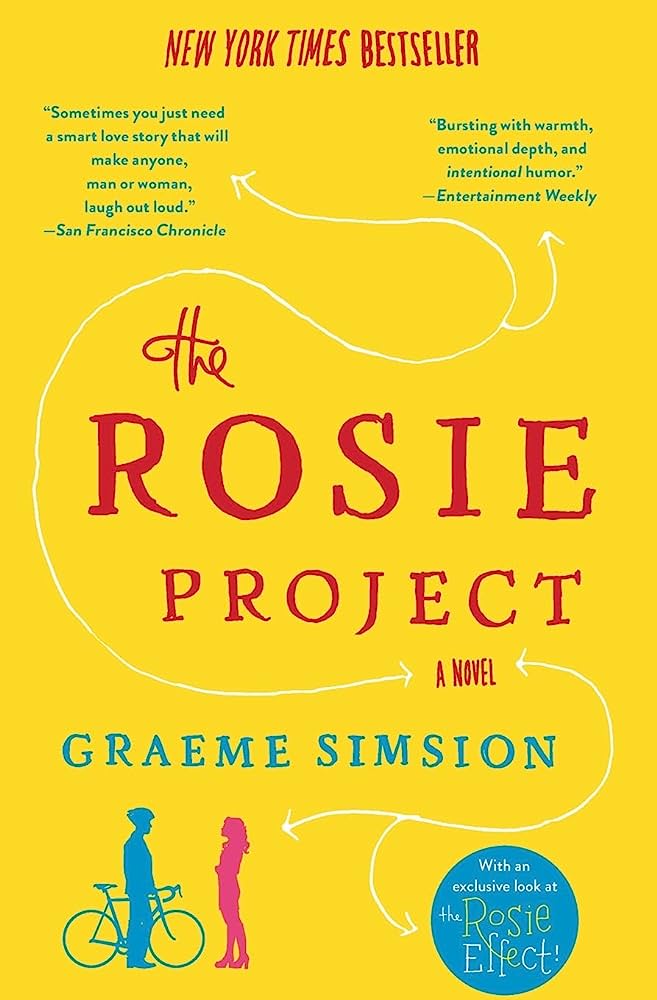 NEW YORK TIMES BESTSELLER
“Sometimes you just need
a smart love story that will
make anyone,
man or woman,
laugh out loud.”
—San Francisco Chronicle
“Bursting with warmth,
emotional depth, and
intentional humor.”
—Entertainment Weekly
the
ROSIE
PROJECT
A NOVEL
GRAEME SIMSION
With an
exclusive look at
the Rosie
Effect!